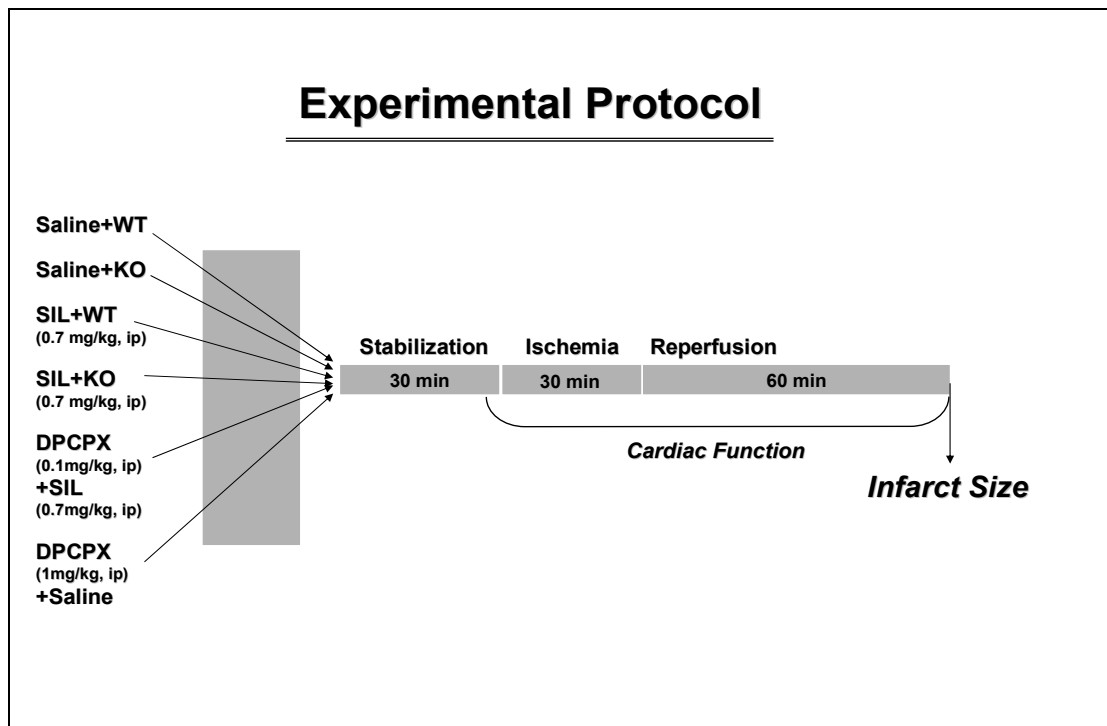 Experimental Protocol
Saline+WT
Saline+KO
SIL+WT
(0.7 mg/kg, ip)
SIL+KO
(0.7 mg/kg, ip)
DPCPX
(0.1mg/kg, ip)
+SIL
(0.7mg/kg, ip)
DPCPX
(1mg/kg, ip)
+Saline
Stabilization Ischemia Reperfusion
30 min 30 min 60 min
Cardiac Function
Infarct Size